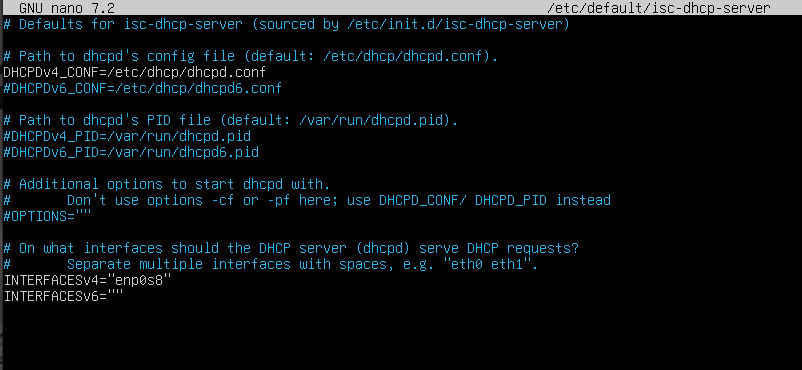 GNU nano 7.2 /etc/default/isc-dhcp-server
# Defaults for isc-dhcp-server (sourced by /etc/init.d/isc-dhcp-server)
# Path to dhcpd's config file (default: /etc/dhcp/dhcpd.conf).
DHCPDv4_CONF=/etc/dhcp/dhcpd.conf
#DHCPDv6_CONF=/etc/dhcp/dhcpd6.conf
# Path to dhcpd's PID file (default: /var/run/dhcpd.pid).
#DHCPDv4_PID=/var/run/dhcpd.pid
#DHCPDv6_PID=/var/run/dhcpd6.pid
# Additional options to start dhcpd with.
#       Don't use options -cf or -pf here; use DHCPD_CONF/ DHCPD_PID instead
#OPTIONS=""
# On what interfaces should the DHCP server (dhcpd) serve DHCP requests?
#       Separate multiple interfaces with spaces, e.g. "eth0 eth1".
INTERFACESv4="enp0s8"
INTERFACESv6=""